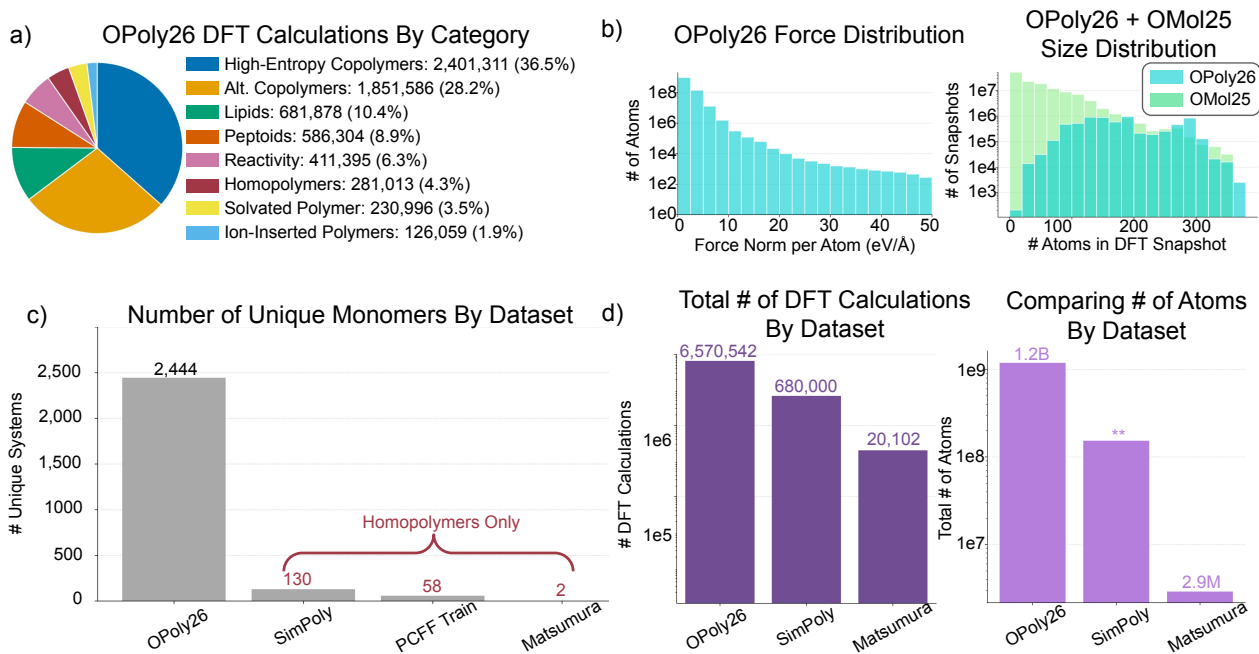 a)
OPoly26 DFT Calculations By Category
High-Entropy Copolymers: 2,401,311 (36.5%)
Alt. Copolymers: 1,851,586 (28.2%)
Lipids: 681,878 (10.4%)
Peptoids: 586,304 (8.9%)
Reactivity: 411,395 (6.3%)
Homopolymers: 281,013 (4.3%)
Solvated Polymer: 230,996 (3.5%)
Ion-Inserted Polymers: 126,059 (1.9%)
b)
OPoly26 Force Distribution
# of Atoms
1e8
1e6
1e4
1e2
1e0
0 10 20 30 40 50
Force Norm per Atom (eV/Å)
OPoly26 + OMol25
Size Distribution
OPoly26
OMol25
# of Snapshots
1e7
1e6
1e5
1e4
1e3
0 100 200 300
# Atoms in DFT Snapshot
c)
Number of Unique Monomers By Dataset
# Unique Systems
2,500
2,000
1,500
1000
500
0
2,444
Homopolymers Only
130
58
2
OPoly26
SimPoly
PCFF Train
Matsumura
d)
Total # of DFT Calculations
By Dataset
# DFT Calculations
1e6
1e5
6,570,542
680,000
20,102
OPoly26
SimPoly
Matsumura
Comparing # of Atoms
By Dataset
Total # of Atoms
1e9
1e8
1e7
1.2B
**
2.9M
OPoly26
SimPoly
Matsumura